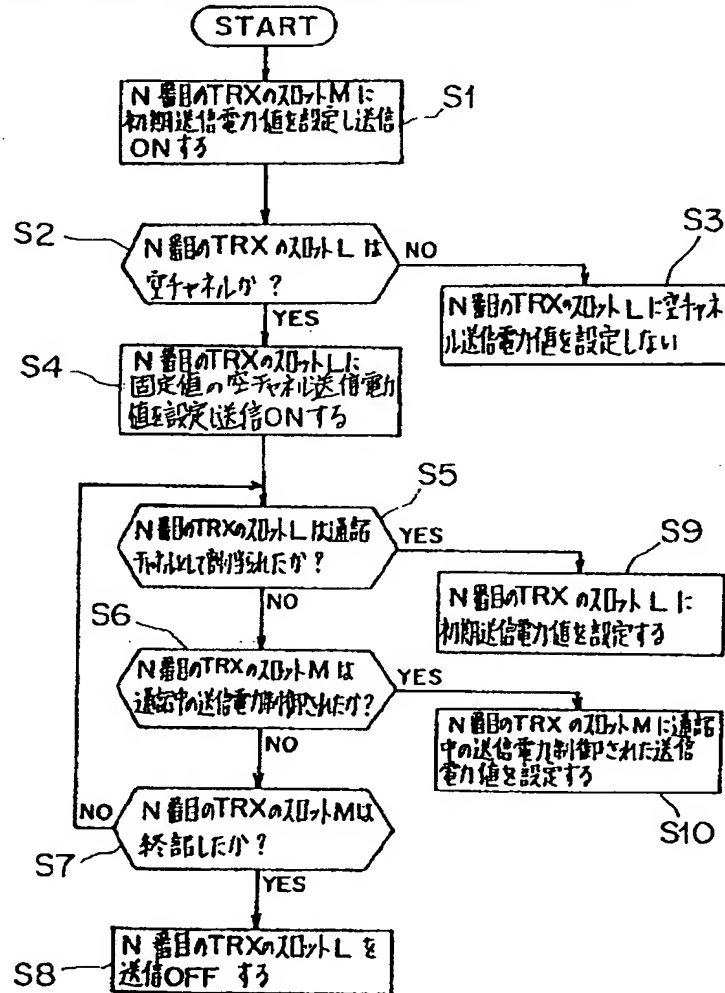 START
N番目のTRXのスロットMに
初期送信電力値を設定し送信
ONする
S1
S2
N番目のTRXのスロットLは
空チャネルか?
NO
YES
S3
N番目のTRXのスロットLに空チャネ
ル送信電力値を設定しない
S4
N番目のTRXのスロットLに
固定値の空チャネル送信電力
値を設定し送信ONする
S5
N番目のTRXのスロットLは通話
チャネルとして割当られたか?
YES
NO
S9
N番目のTRXのスロットLに
初期送信電力値を設定する
S6
N番目のTRXのスロットMは
通話中の送信電力制御されたか?
YES
NO
N番目のTRXのスロットMに通話
中の送信電力制御された送信
電力値を設定する
S10
NO
N番目のTRXのスロットMは
終話したか?
S7
YES
N番目のTRXのスロットLを
送信OFFする
S8